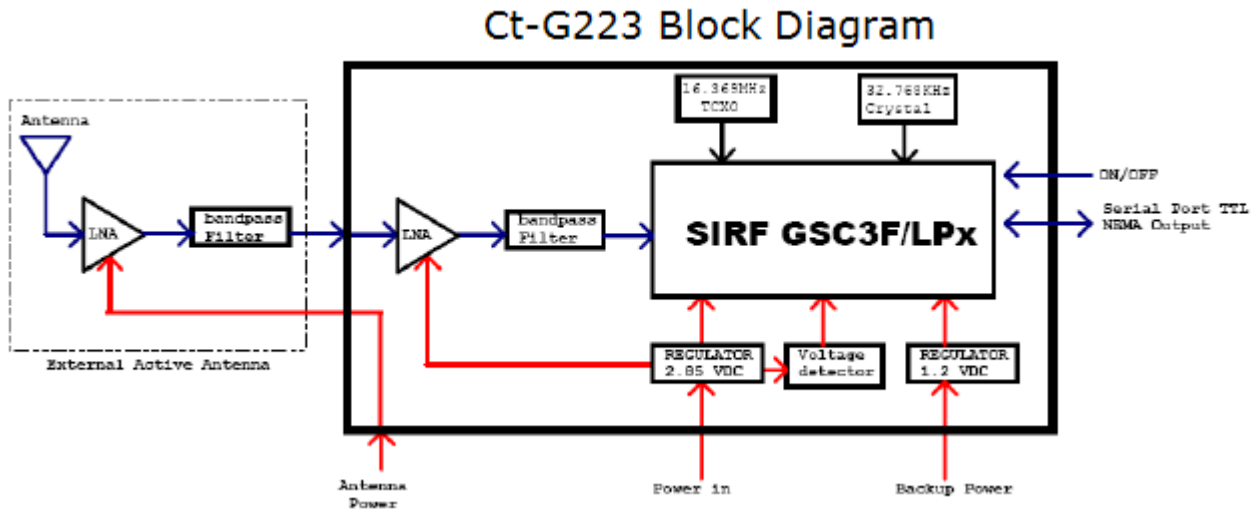 Ct-G223 Block Diagram
16.369MHz
TCXO
32.768KHz
Crystal
Antenna
LNA
bandpass
Filter
LNA
bandpass
Filter
SIRF GSC3F/LPx
ON/OFF
Serial Port TTL
NEMA Output
External Active Antenna
REGULATOR
2.85 VDC
Voltage
detector
REGULATOR
1.2 VDC
Antenna
Power
Power in
Backup Power